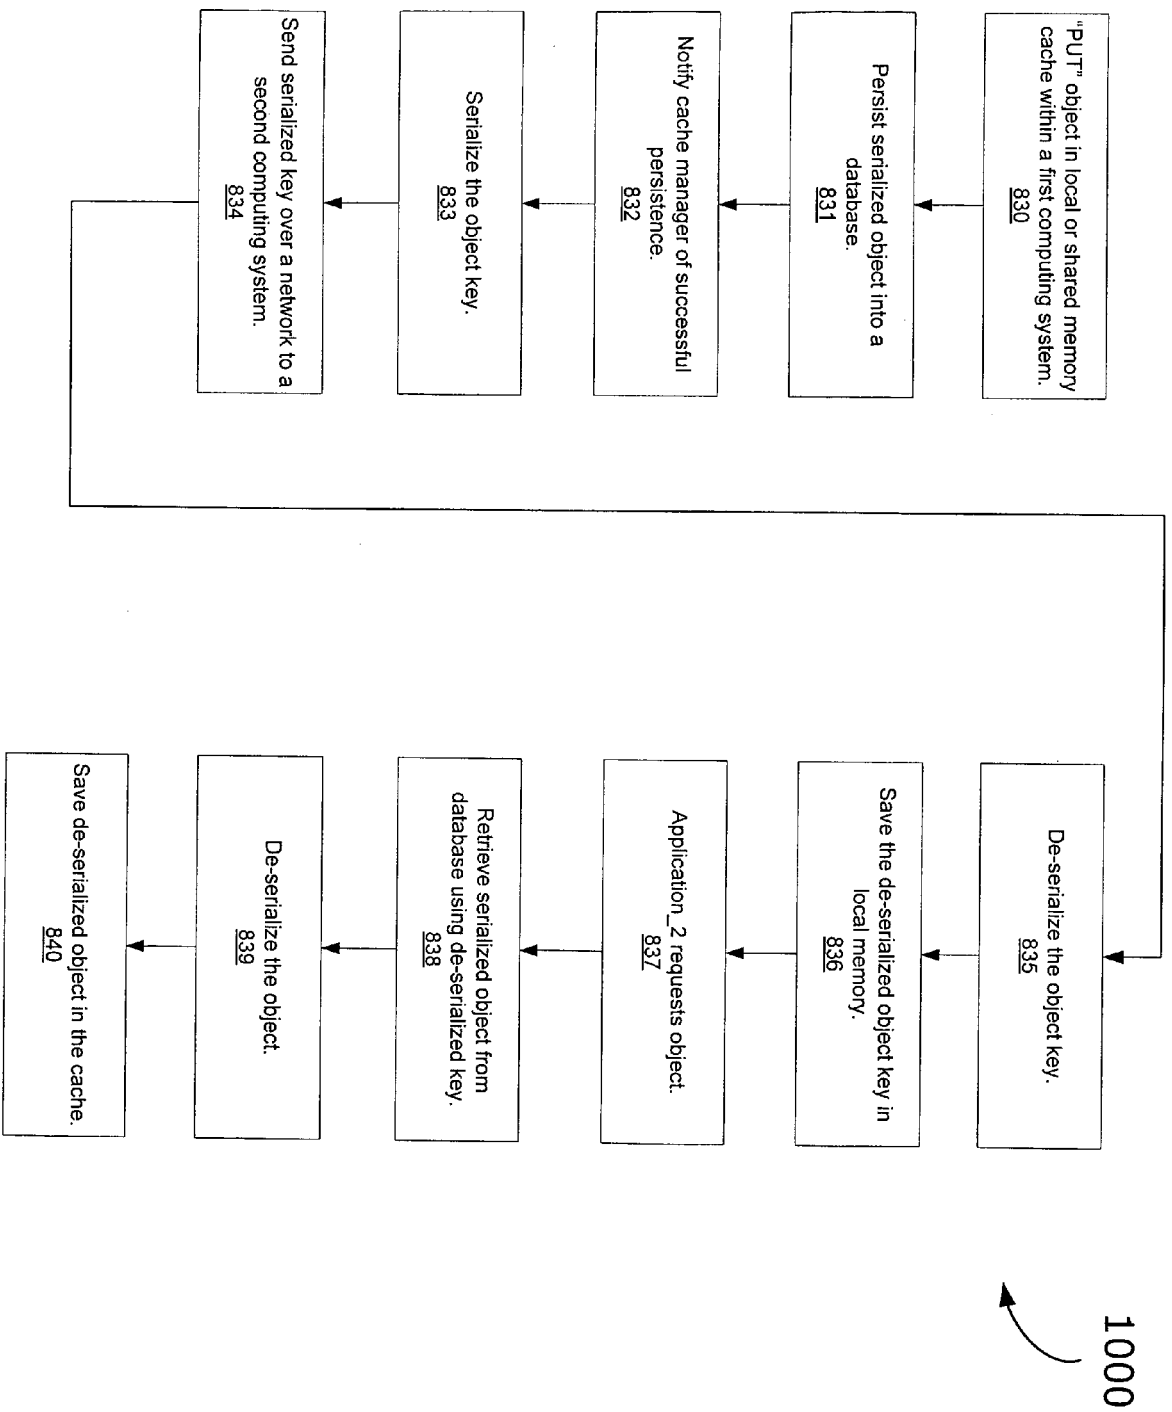 "PUT" object in local or shared memory
cache within a first computing system.
830
Persist serialized object into a
database.
831
Notify cache manager of successful
persistence.
832
Serialize the object key.
833
Send serialized key over a network to a
second computing system.
834
De-serialize the object key.
835
Save the de-serialized object key in
local memory.
836
Application_2 requests object.
837
Retrieve serialized object from
database using de-serialized key.
838
De-serialize the object.
839
Save de-serialized object in the cache.
840
1000